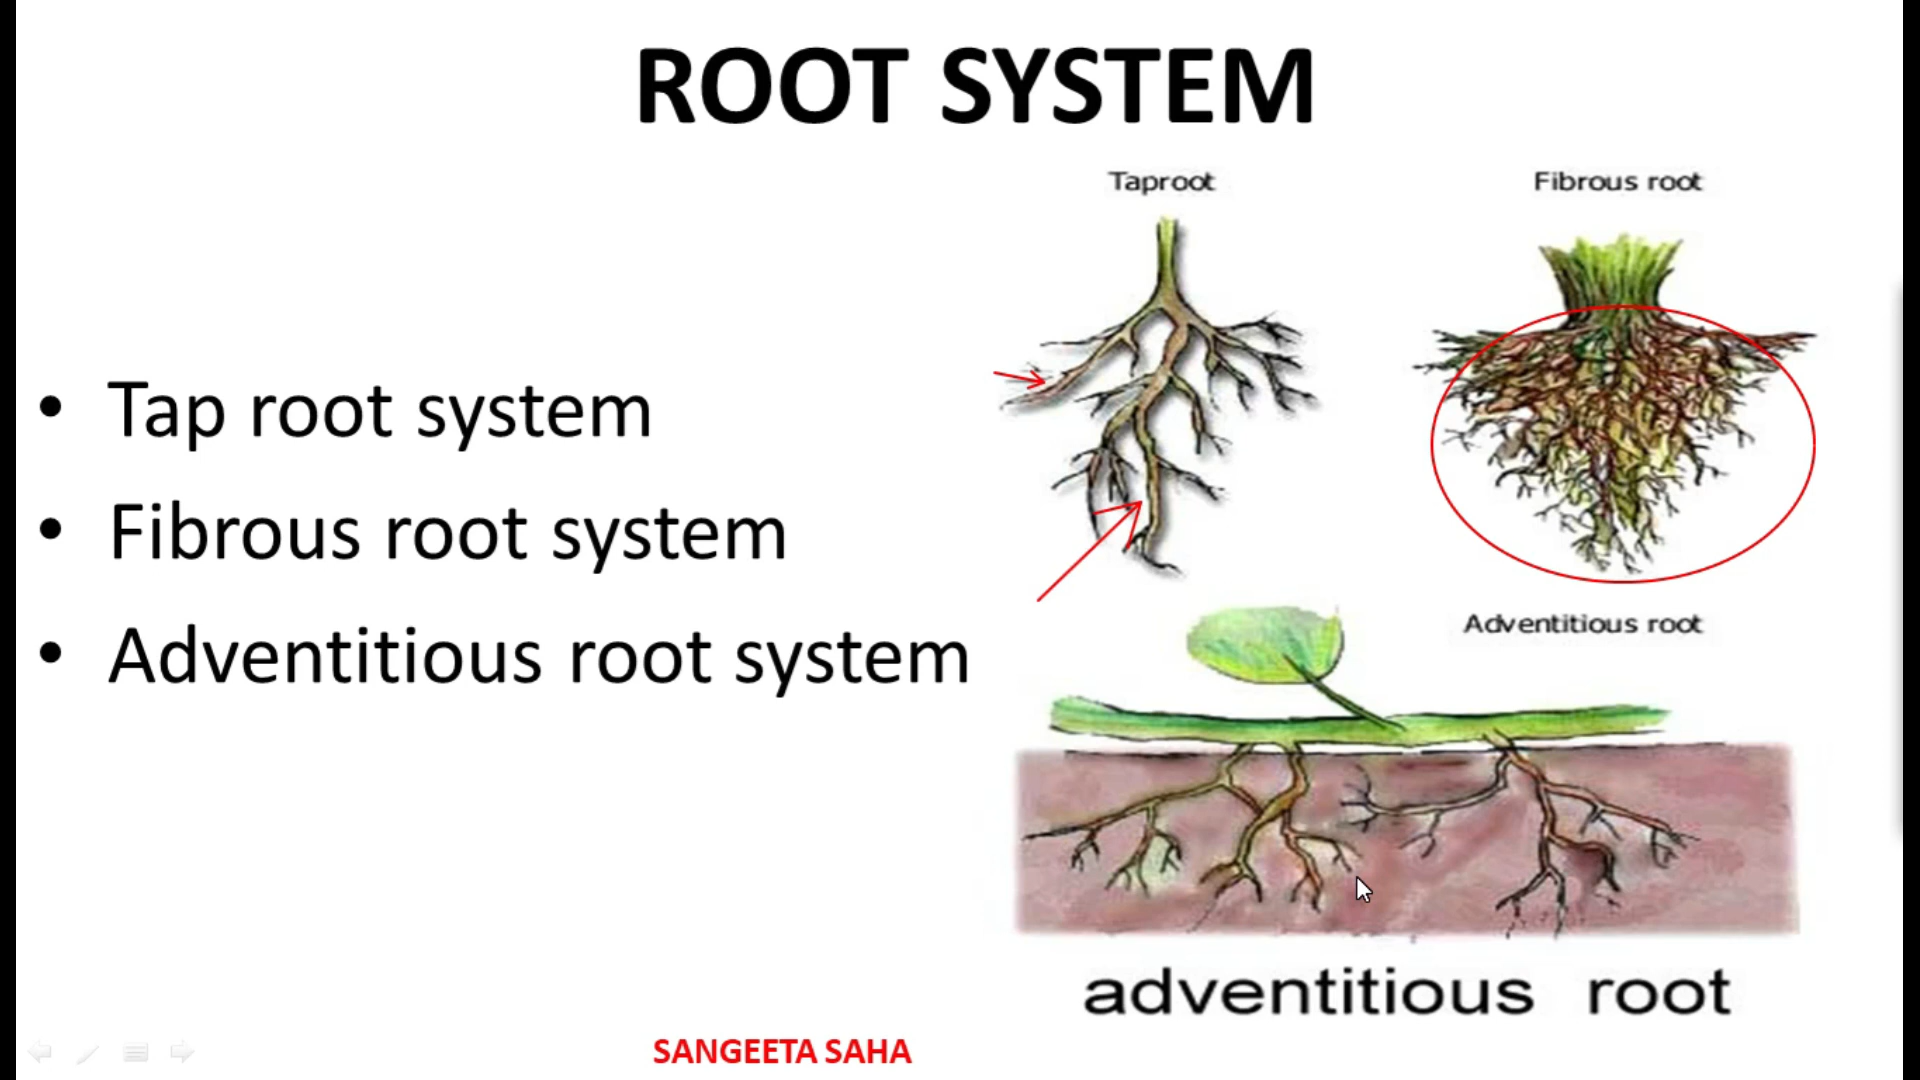 ROOT SYSTEM
Taproot
Fibrous root
• Tap root system
• Fibrous root system
• Adventitious root system
Adventitious root
adventitious root
SANGEETA SAHA